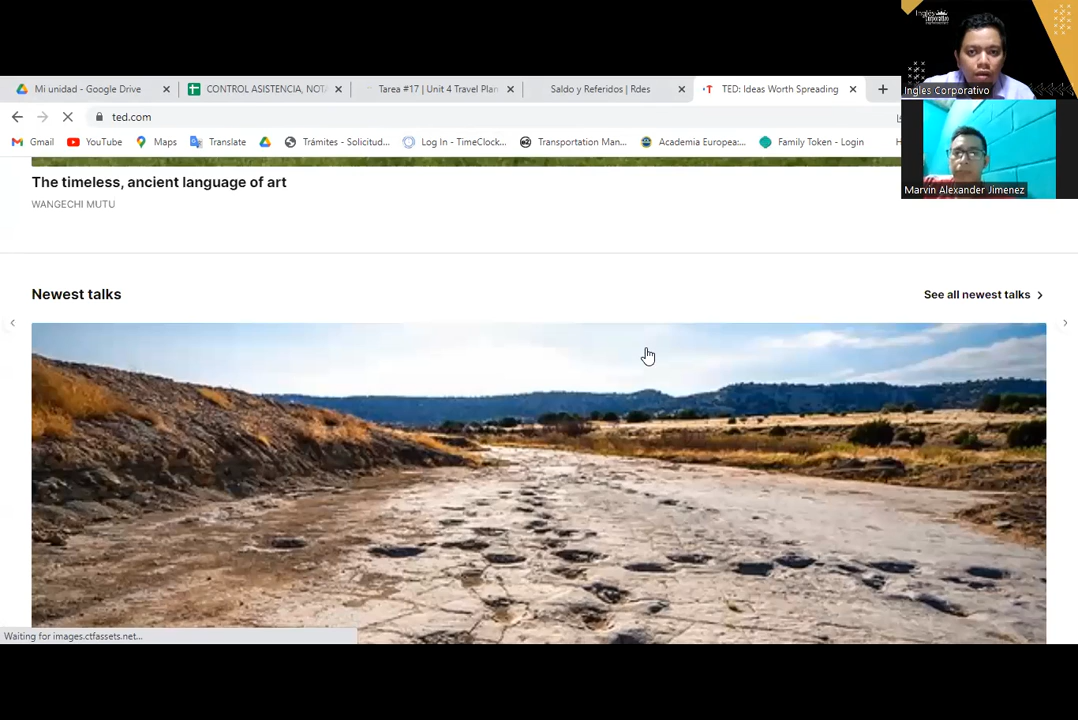 Mi unidad - Google Drive
CONTROL ASISTENCIA, NOTA
Tarea #17 | Unit 4 Travel Plan
Saldo y Referidos | Rdes
TED: Ideas Worth Spreading
ted.com
Gmail
YouTube
Maps
Translate
Trámites - Solicitud...
Log In - TimeClock...
Transportation Man...
Academia Europea:...
Family Token - Login
Inglés Corporativo
Ingles Corporativo
Marvin Alexander Jimenez
The timeless, ancient language of art
WANGECHI MUTU
Newest talks
See all newest talks
Waiting for images.ctfassets.net...